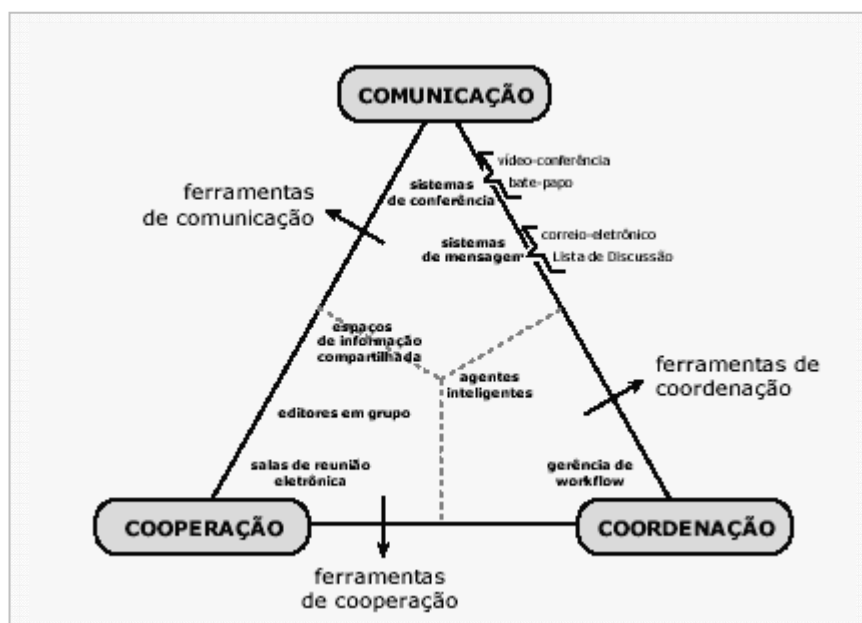 COMUNICAÇÃO
vídeo-conferência
bate-papo
sistemas
de conferência
ferramentas
de comunicação
correio-eletrônico
Lista de Discussão
sistemas
de mensagem
espaços
de informação
compartilhada
agentes
inteligentes
ferramentas de
coordenação
editores em grupo
salas de reunião
eletrônica
gerência de
workflow
COOPERAÇÃO
COORDENAÇÃO
ferramentas
de cooperação